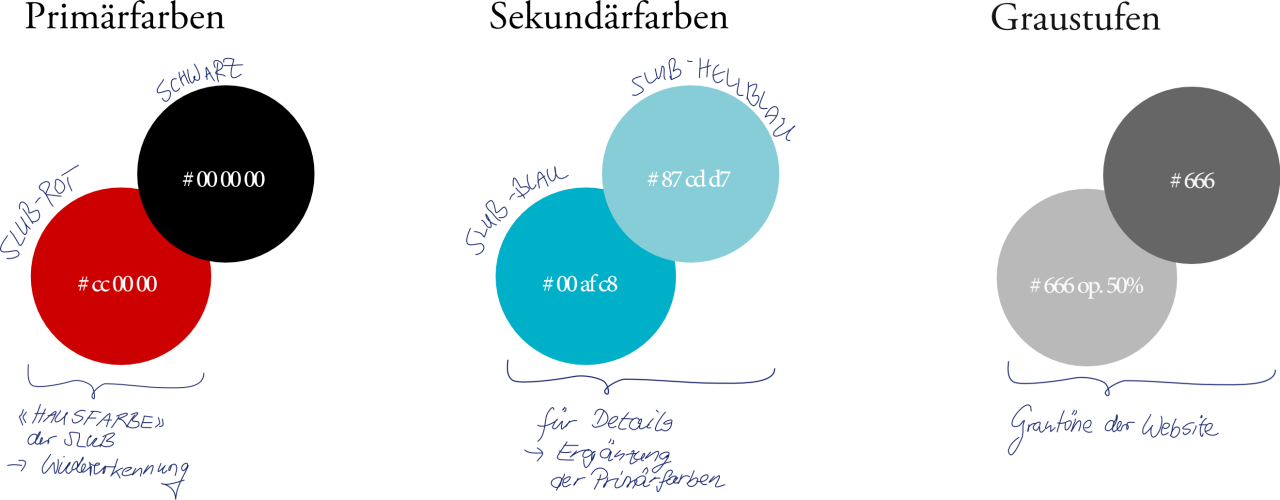 Primärfarben
SCHWARZ
# 00 00 00
SLUB-ROT
# cc 00 00
«HAUSFARBE»
der SLUB
→ Wiedererkennung
Sekundärfarben
SLUB-HELLBLAU
# 87 cd d7
SLUB-BLAU
# 00 af c8
für Details
→ Ergänzung
der Primärfarben
Graustufen
# 666
# 666 op. 50%
Grautöne der Website